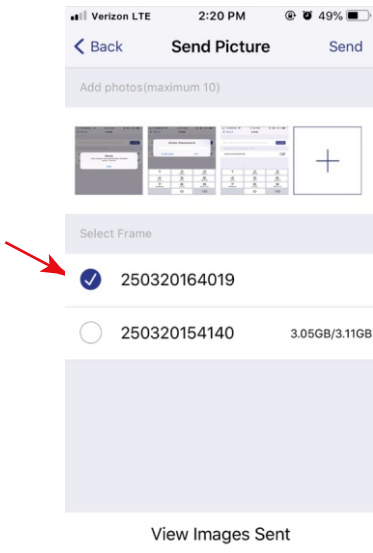 Verizon LTE 2:20 PM 49%
Back Send Picture Send
Add photos(maximum 10)
Select Frame
250320164019
250320154140 3.05GB/3.11GB
View Images Sent